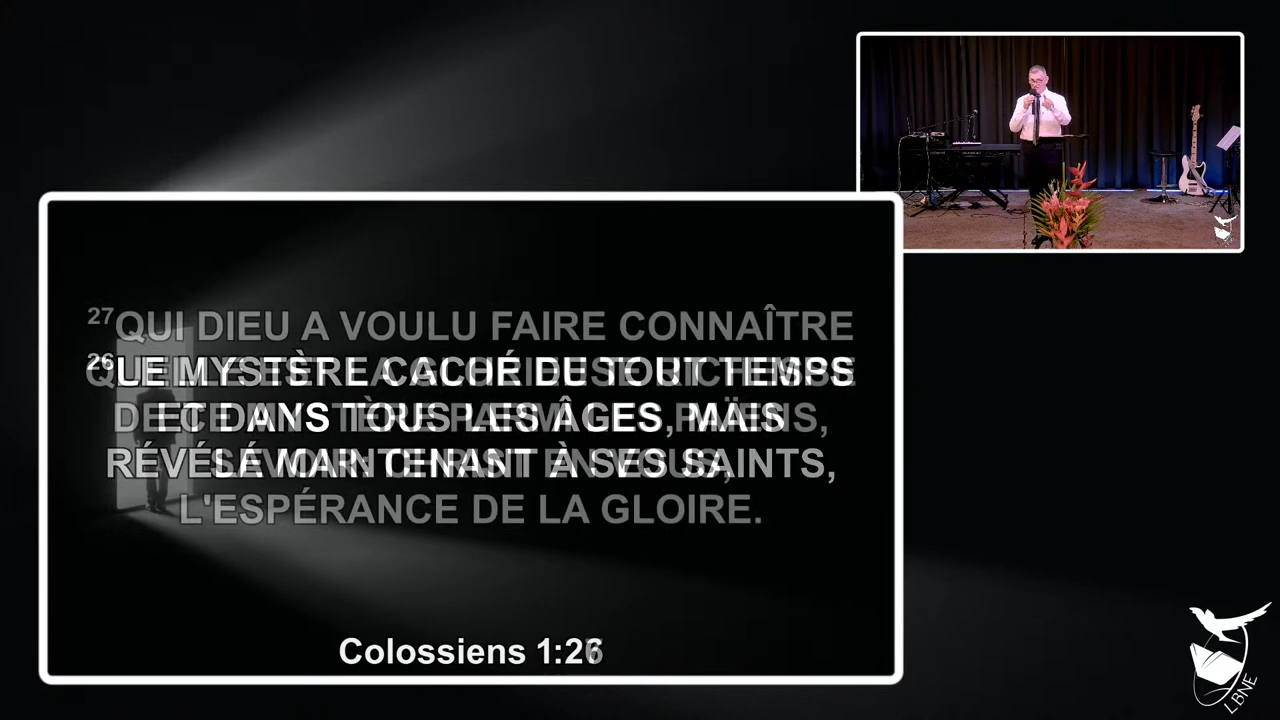 27QUI DIEU A VOULU FAIRE CONNAÎTRE
26LE MYSTÈRE CACHÉ DE TOUT TEMPS
ET DANS TOUS LES ÂGES, MAIS
RÉVÉLÉ MAINTENANT À SES SAINTS,
L'ESPÉRANCE DE LA GLOIRE.
Colossiens 1:26
LBNE